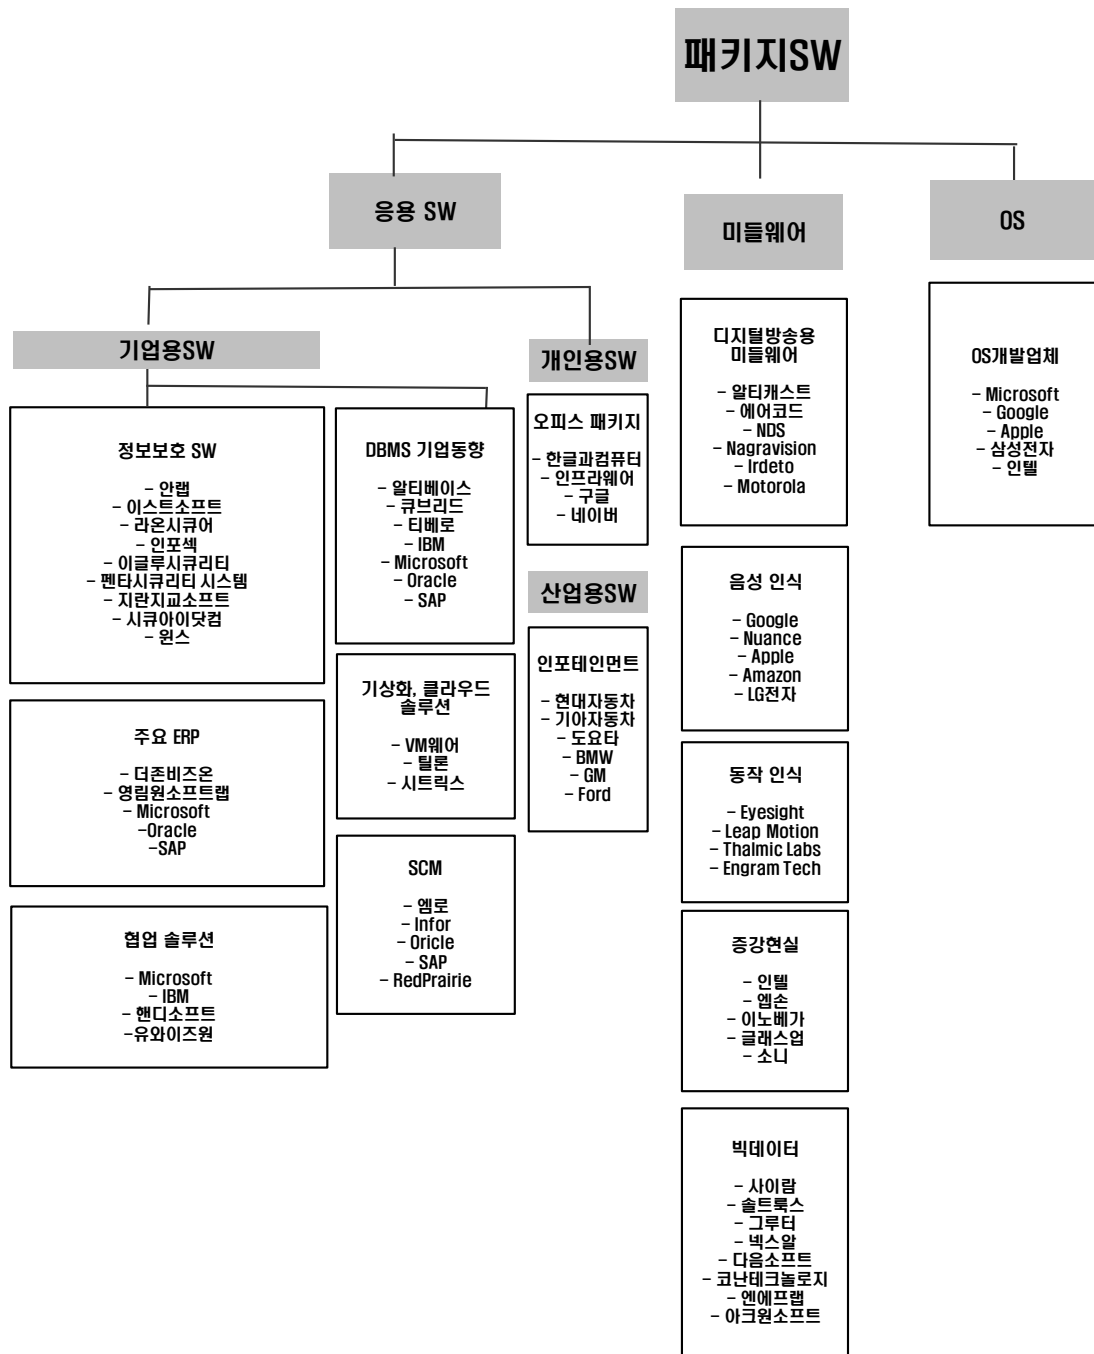 패키지SW
응용 SW
미들웨어
OS
기업용SW
개인용SW
정보보호 SW
– 안랩
– 이스트소프트
– 라온시큐어
– 인포섹
– 이글루시큐리티
– 펜타시큐리티 시스템
– 지란지교소프트
– 시큐아이닷컴
– 윈스
주요 ERP
– 더존비즈온
– 영림원소프트랩
– Microsoft
–Oracle
–SAP
협업 솔루션
– Microsoft
– IBM
– 핸디소프트
–유와이즈원
DBMS 기업동향
– 알티베이스
– 큐브리드
– 티베로
– IBM
– Microsoft
– Oracle
– SAP
기상화, 클라우드
솔루션
– VM웨어
– 틸론
– 시트릭스
SCM
– 엠로
– Infor
– Oricle
– SAP
– RedPrairie
오피스 패키지
– 한글과컴퓨터
– 인프라웨어
– 구글
– 네이버
산업용SW
인포테인먼트
– 현대자동차
– 기아자동차
– 도요타
– BMW
– GM
– Ford
디지털방송용
미들웨어
– 알티캐스트
– 에어코드
– NDS
– Nagravision
– Irdeto
– Motorola
음성 인식
– Google
– Nuance
– Apple
– Amazon
– LG전자
동작 인식
– Eyesight
– Leap Motion
– Thalmic Labs
– Engram Tech
증강현실
– 인텔
– 엡손
– 이노베가
– 글래스업
– 소니
빅데이터
– 사이람
– 솔트룩스
– 그루터
– 넥스알
– 다음소프트
– 코난테크놀로지
– 엔에프랩
– 아크원소프트
OS개발업체
– Microsoft
– Google
– Apple
– 삼성전자
– 인텔